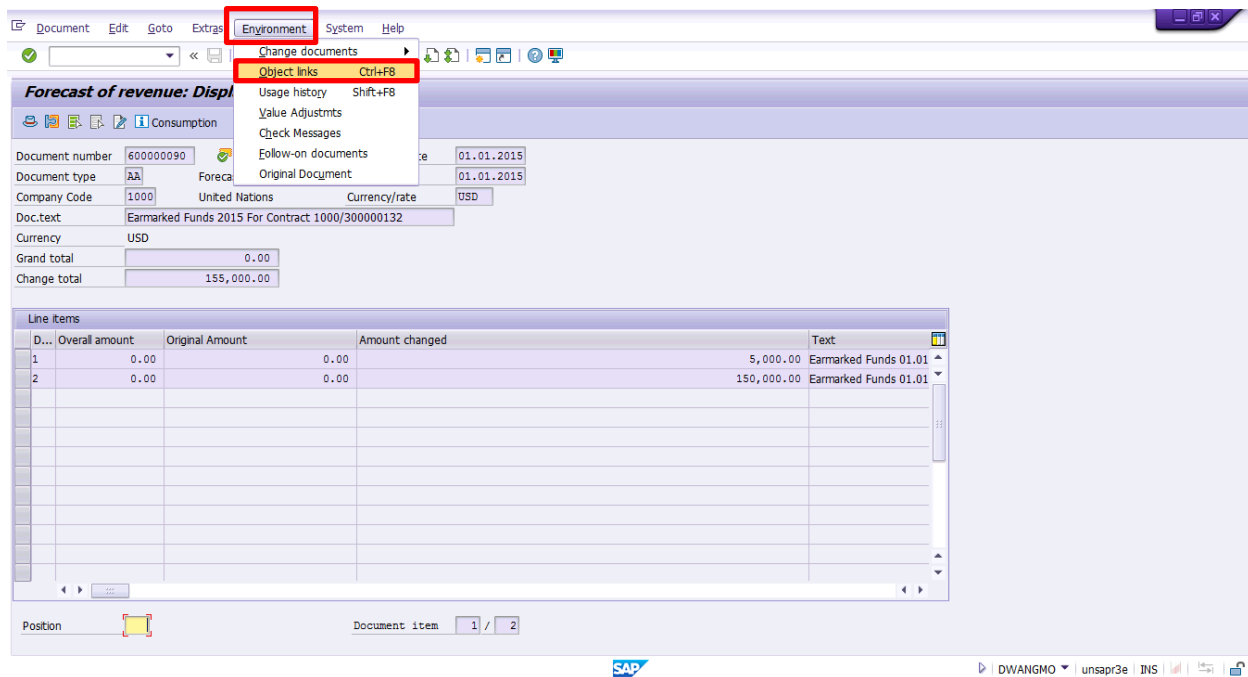 Document Edit Goto Extras Environment System Help
Change documents
Object links Ctrl+F8
Usage history Shift+F8
Value Adjustmts
Check Messages
Follow-on documents
Original Document
Forecast of revenue: Displ
Consumption
Document number 600000090 te 01.01.2015
Document type AA Foreca 01.01.2015
Company Code 1000 United Nations Currency/rate USD
Doc.text Earmarked Funds 2015 For Contract 1000/300000132
Currency USD
Grand total 0.00
Change total 155,000.00
Line items
D... Overall amount Original Amount Amount changed Text
1 0.00 0.00 5,000.00 Earmarked Funds 01.01
2 0.00 0.00 150,000.00 Earmarked Funds 01.01
Position Document item 1 / 2
SAP DWANGMO unsapr3e INS